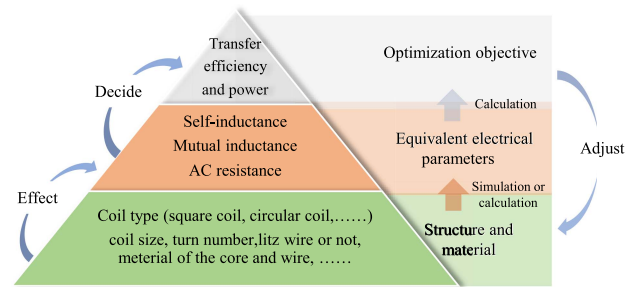 Transfer
efficiency
and power
Optimization objective
Decide
Calculation
Self-inductance
Mutual inductance
AC resistance
Equivalent electrical
parameters
Adjust
Effect
Simulation or
calculation
Coil type (square coil, circular coil,……)
coil size, turn number,litz wire or not,
meterial of the core and wire, ……
Structure and
material